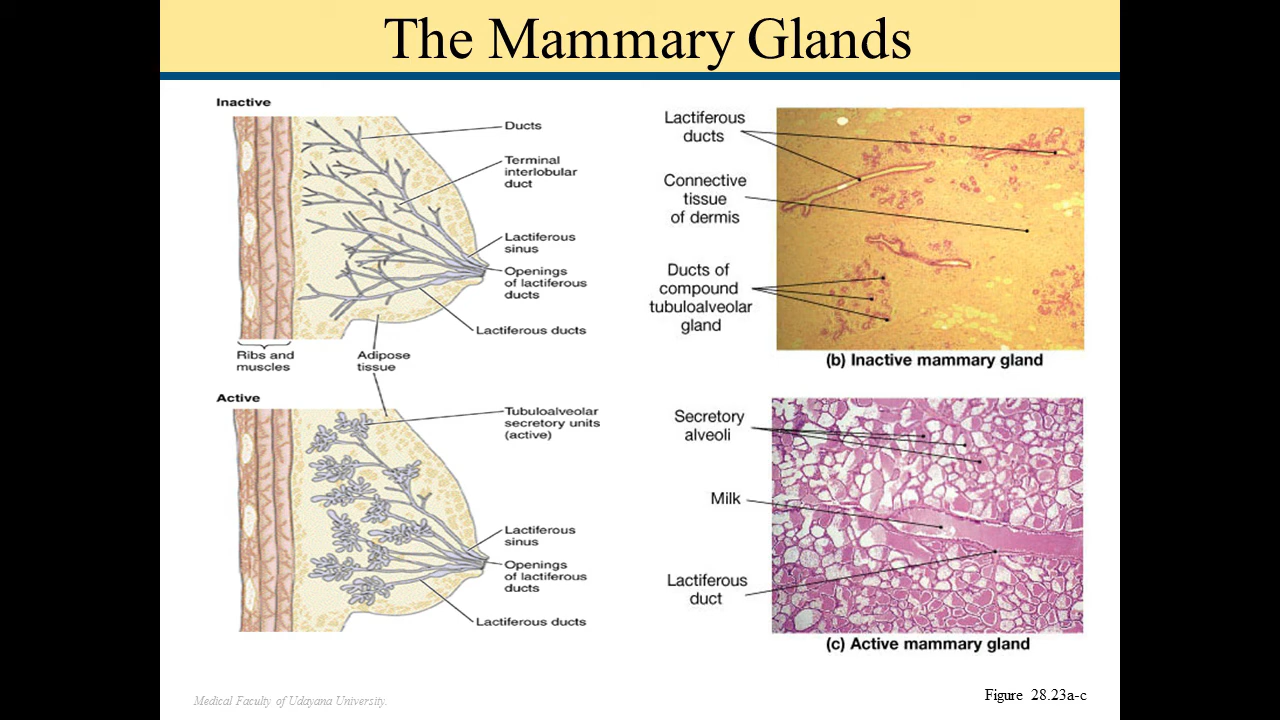 The Mammary Glands
Inactive
Ducts
Terminal
interlobular
duct
Lactiferous
sinus
Openings
of lactiferous
ducts
Lactiferous ducts
Ribs and
muscles
Adipose
tissue
Active
Tubuloalveolar
secretory units
(active)
Lactiferous
sinus
Openings
of lactiferous
ducts
Lactiferous ducts
Lactiferous
ducts
Connective
tissue
of dermis
Ducts of
compound
tubuloalveolar
gland
(b) Inactive mammary gland
Secretory
alveoli
Milk
Lactiferous
duct
(c) Active mammary gland
Medical Faculty of Udayana University.
Figure 28.23a-c